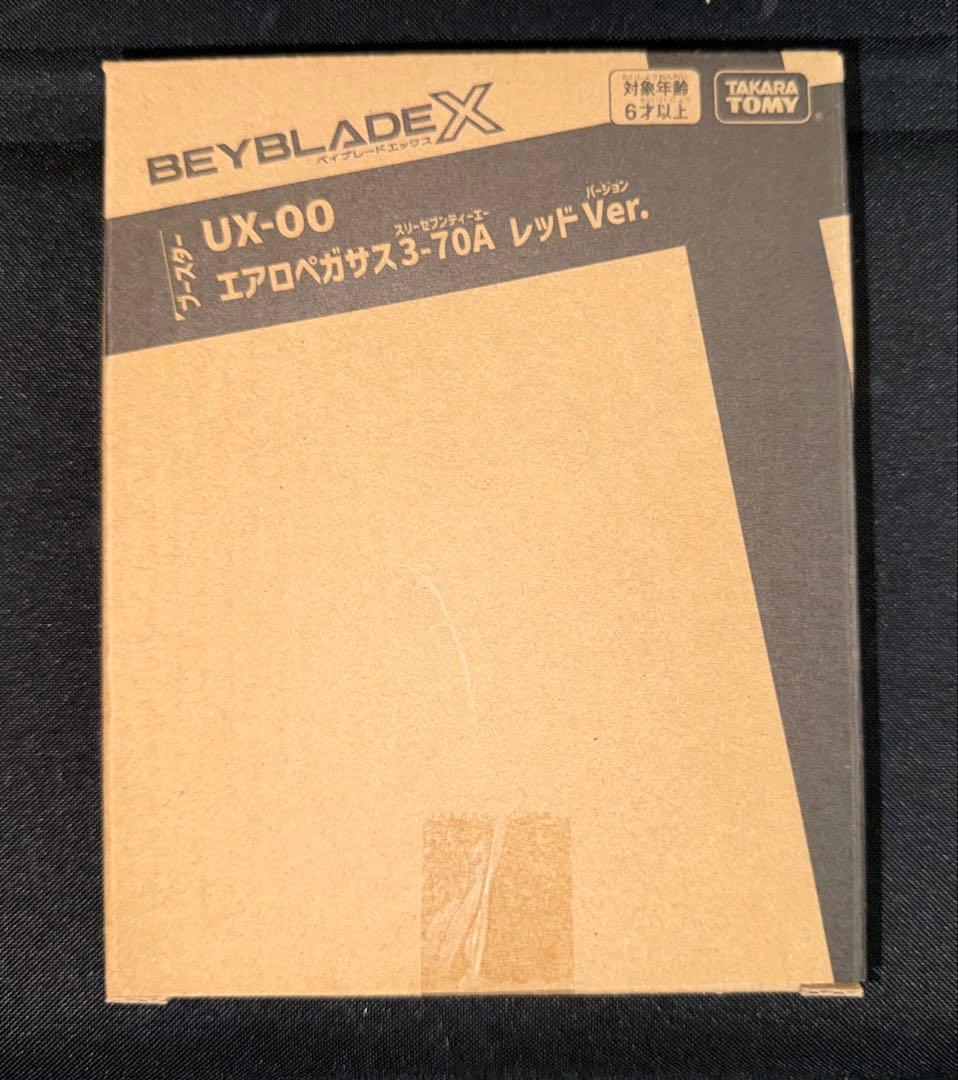 BEYBLADE X
ベイブレードエックス
たいしょうねんれい
対象年齢
6才以上
TAKARA
TOMY
ブースター
UX-00
スリーセブンティーエー
バージョン
エアロペガサス3-70A レッドVer.